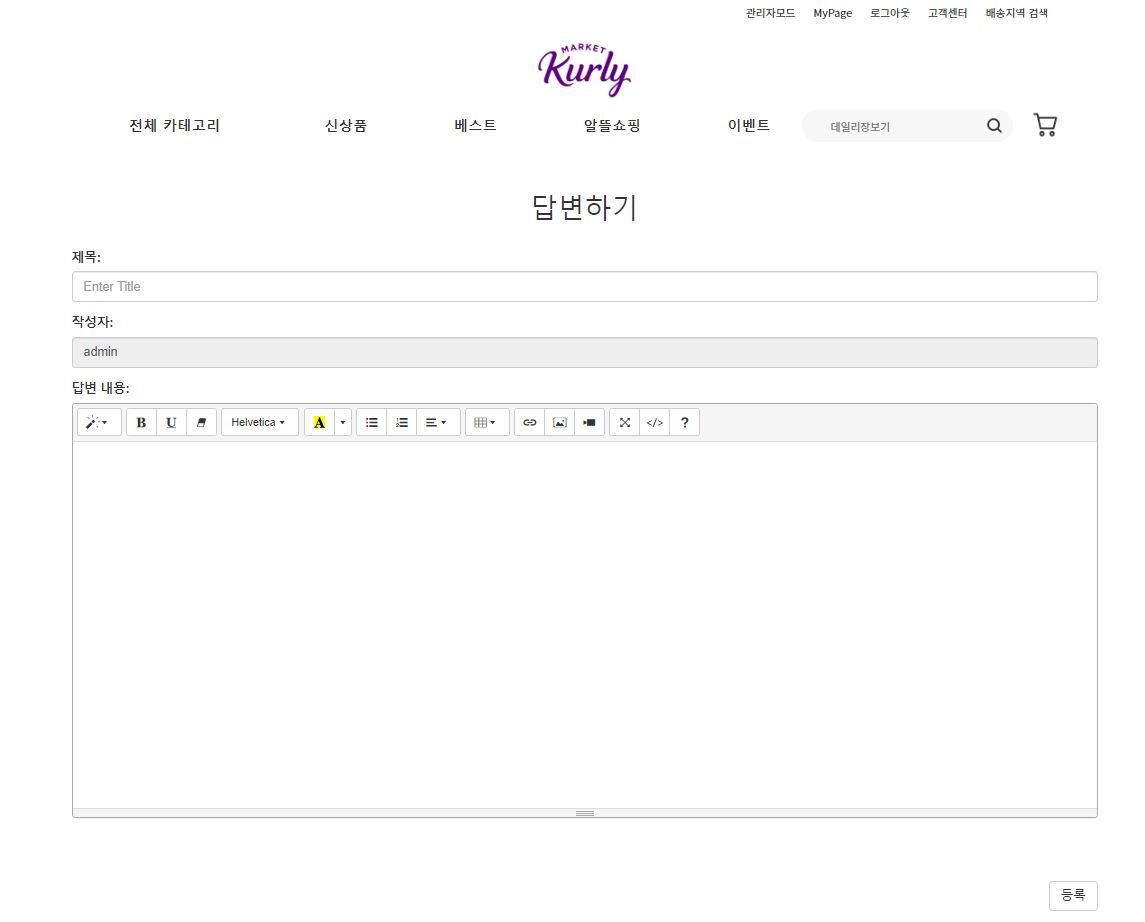 관리자모드 MyPage 로그아웃 고객센터 배송지역 검색
MARKET
Kurly
전체 카테고리 신상품 베스트 알뜰쇼핑 이벤트 데일리장보기
답변하기
제목:
Enter Title
작성자:
admin
답변 내용:
B U Helvetica A </> ?
등록